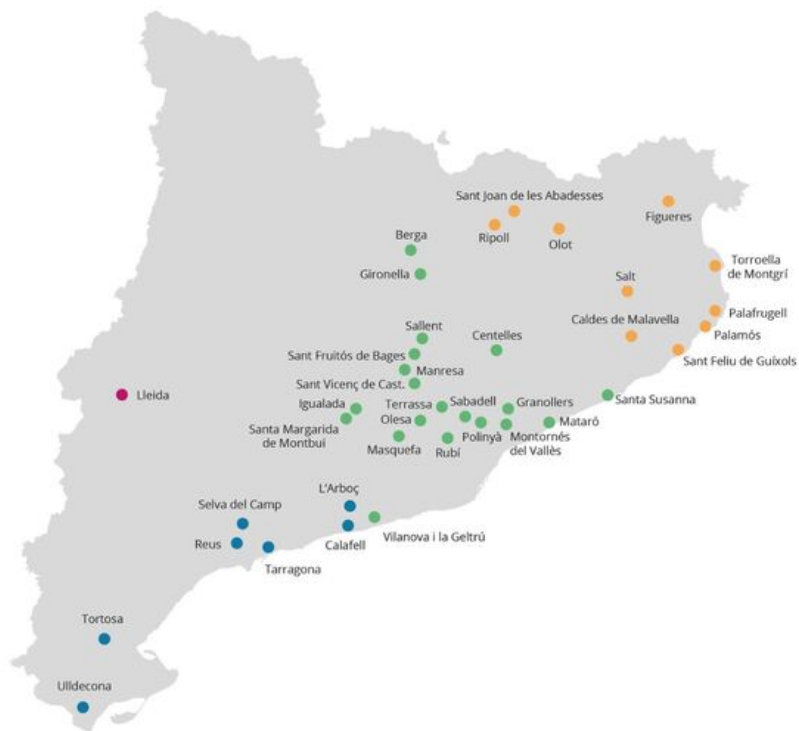 Sant Joan de les Abadesses
Figueres
Ripoll
Olot
Berga
Gironella
Torroella
de Montgrí
Salt
Palafrugell
Caldes de Malavella
Palamós
Sallent
Centelles
Sant Fruitós de Bages
Sant Feliu de Guíxols
Manresa
Sant Vicenç de Cast.
Lleida
Santa Susanna
Igualada
Terrassa
Sabadell
Granollers
Santa Margarida
de Montbui
Olesa
Polinyà
Mataró
Masquefa
Rubí
Montornés
del Vallès
L'Arboç
Selva del Camp
Reus
Calafell
Vilanova i la Geltrú
Tarragona
Tortosa
Ulldecona